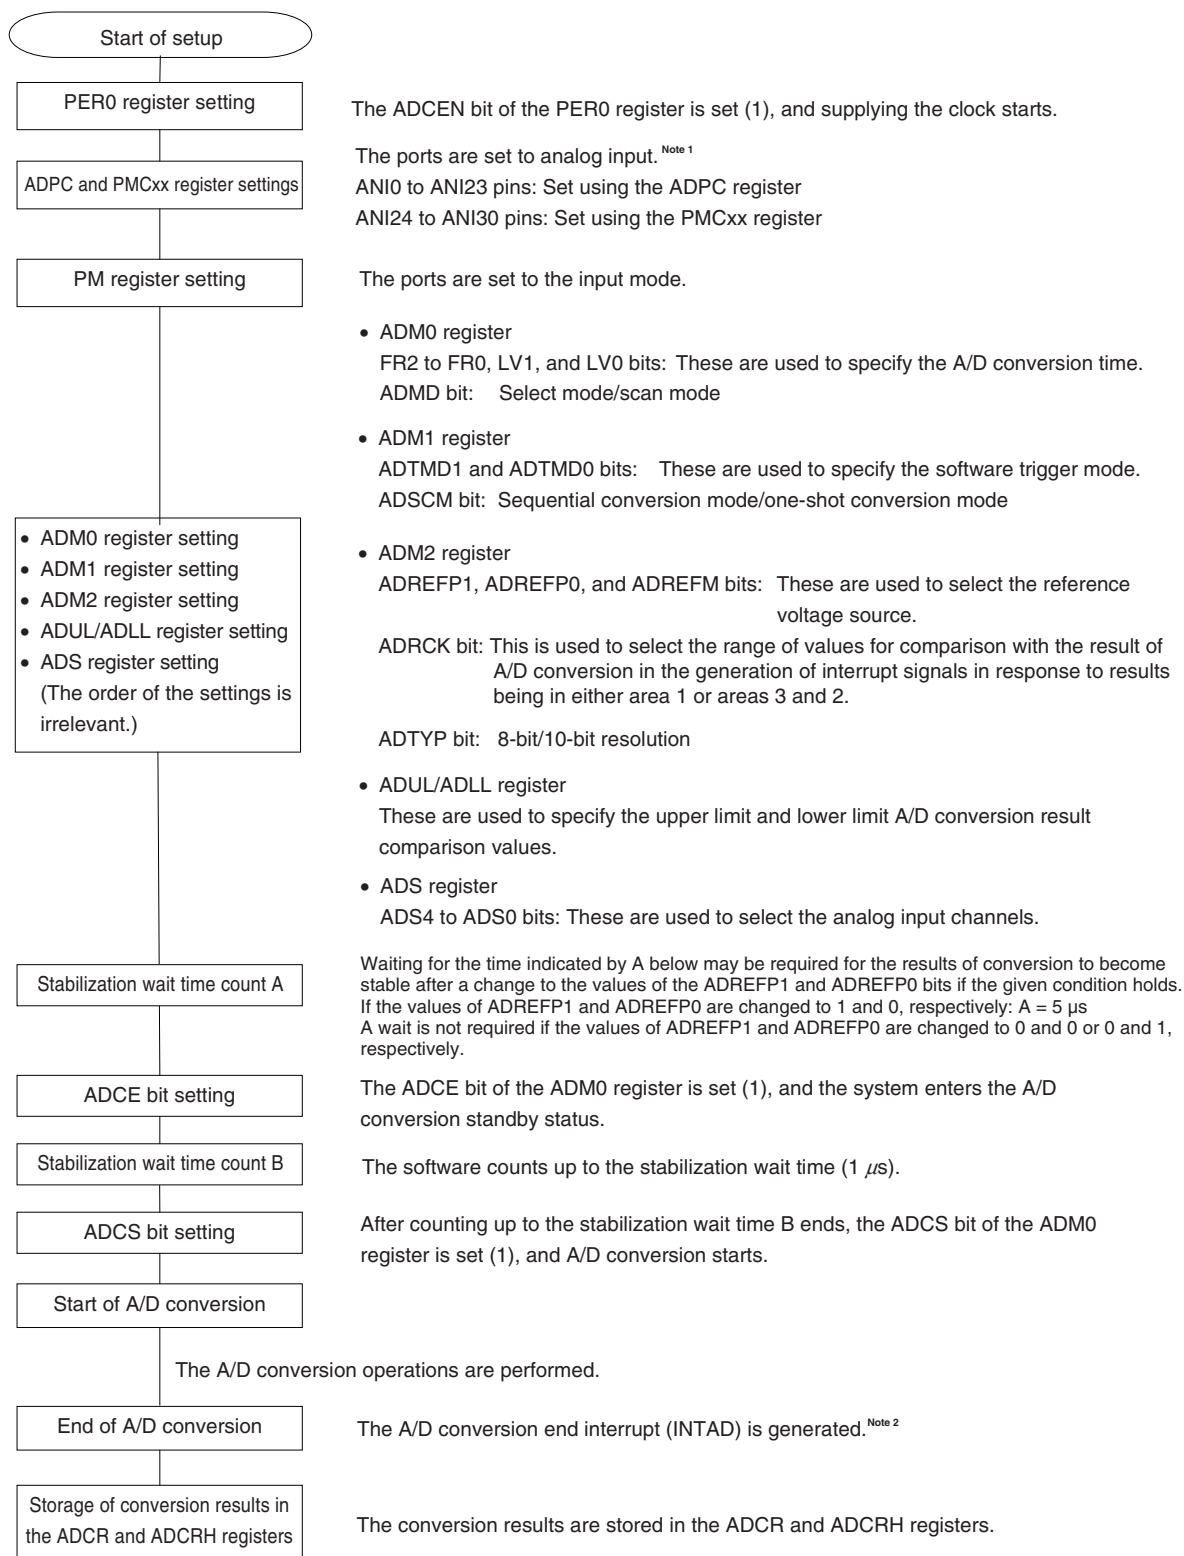 Start of setup
PER0 register setting
The ADCEN bit of the PER0 register is set (1), and supplying the clock starts.
ADPC and PMCxx register settings
The ports are set to analog input. Note 1
ANI0 to ANI23 pins: Set using the ADPC register
ANI24 to ANI30 pins: Set using the PMCxx register
PM register setting
The ports are set to the input mode.
• ADM0 register
FR2 to FR0, LV1, and LV0 bits: These are used to specify the A/D conversion time.
ADMD bit: Select mode/scan mode
• ADM1 register
ADTMD1 and ADTMD0 bits: These are used to specify the software trigger mode.
ADSCM bit: Sequential conversion mode/one-shot conversion mode
• ADM0 register setting
• ADM1 register setting
• ADM2 register setting
• ADUL/ADLL register setting
• ADS register setting
(The order of the settings is
irrelevant.)
• ADM2 register
ADREFP1, ADREFP0, and ADREFM bits: These are used to select the reference
voltage source.
ADRCK bit: This is used to select the range of values for comparison with the result of
A/D conversion in the generation of interrupt signals in response to results
being in either area 1 or areas 3 and 2.
ADTYP bit: 8-bit/10-bit resolution
• ADUL/ADLL register
These are used to specify the upper limit and lower limit A/D conversion result
comparison values.
• ADS register
ADS4 to ADS0 bits: These are used to select the analog input channels.
Stabilization wait time count A
Waiting for the time indicated by A below may be required for the results of conversion to become
stable after a change to the values of the ADREFP1 and ADREFP0 bits if the given condition holds.
If the values of ADREFP1 and ADREFP0 are changed to 1 and 0, respectively: A = 5 µs
A wait is not required if the values of ADREFP1 and ADREFP0 are changed to 0 and 0 or 0 and 1,
respectively.
ADCE bit setting
The ADCE bit of the ADM0 register is set (1), and the system enters the A/D
conversion standby status.
Stabilization wait time count B
The software counts up to the stabilization wait time (1 µs).
ADCS bit setting
After counting up to the stabilization wait time B ends, the ADCS bit of the ADM0
register is set (1), and A/D conversion starts.
Start of A/D conversion
The A/D conversion operations are performed.
End of A/D conversion
The A/D conversion end interrupt (INTAD) is generated. Note 2
Storage of conversion results in
the ADCR and ADCRH registers
The conversion results are stored in the ADCR and ADCRH registers.